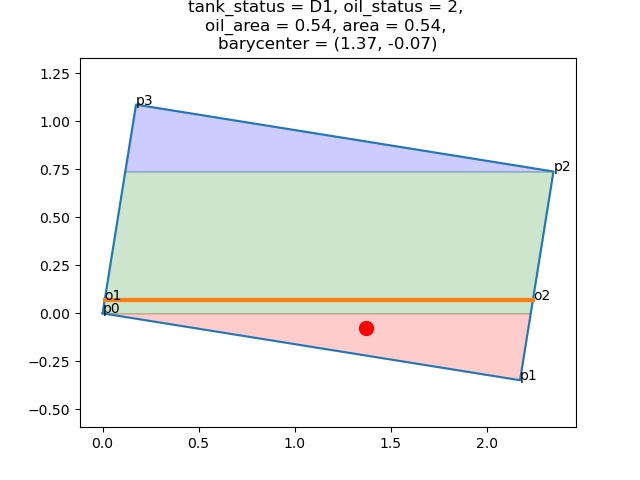 tank_status = D1, oil_status = 2,
oil_area = 0.54, area = 0.54,
barycenter = (1.37, -0.07)
1.25
p3
1.00
p2
0.75
0.50
0.25
o1
o2
p0
0.00
−0.25
p1
−0.50
0.0 0.5 1.0 1.5 2.0